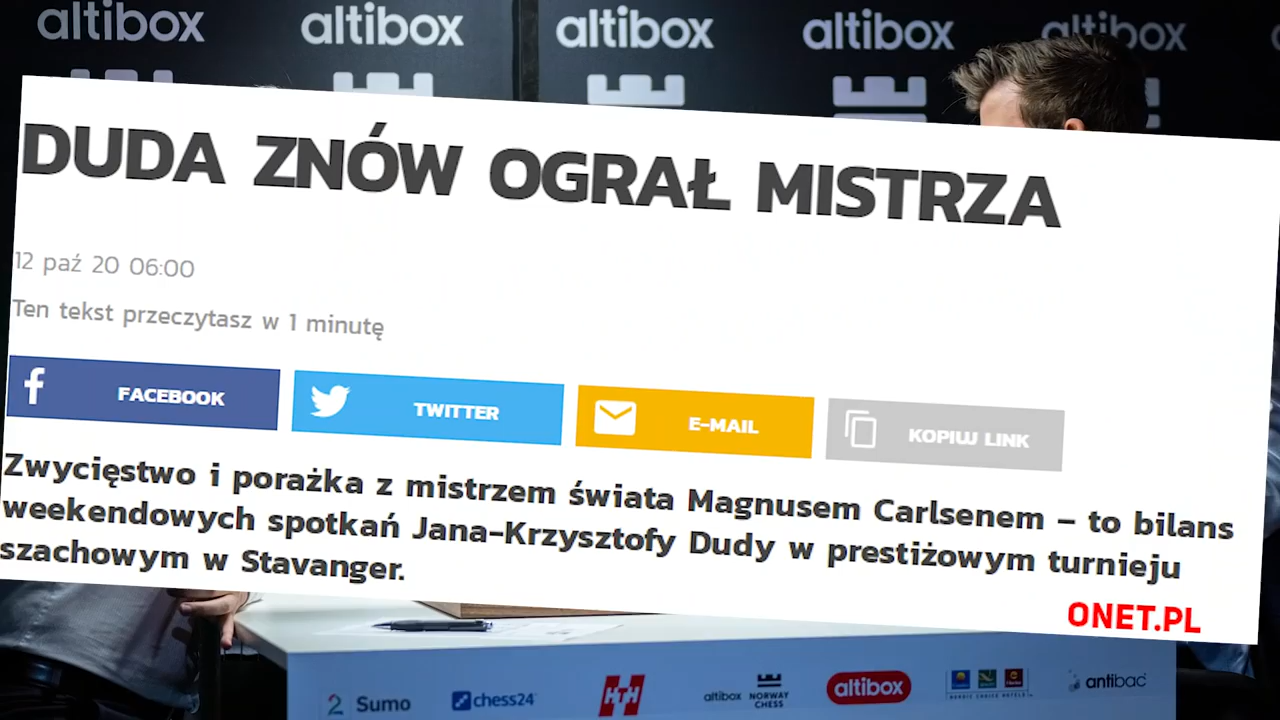 altibox altibox altibox altibox altibox
DUDA ZNÓW OGRAŁ MISTRZA
12 paź 20 06:00
Ten tekst przeczytasz w 1 minutę
FACEBOOK TWITTER E-MAIL KOPIUJ LINK
Zwycięstwo i porażka z mistrzem świata Magnusem Carlsenem – to bilans
weekendowych spotkań Jana-Krzysztofy Dudy w prestiżowym turnieju
szachowym w Stavanger.
ONET.PL
2 Sumo chess24 HTH altibox NORWAY CHESS altibox antibac